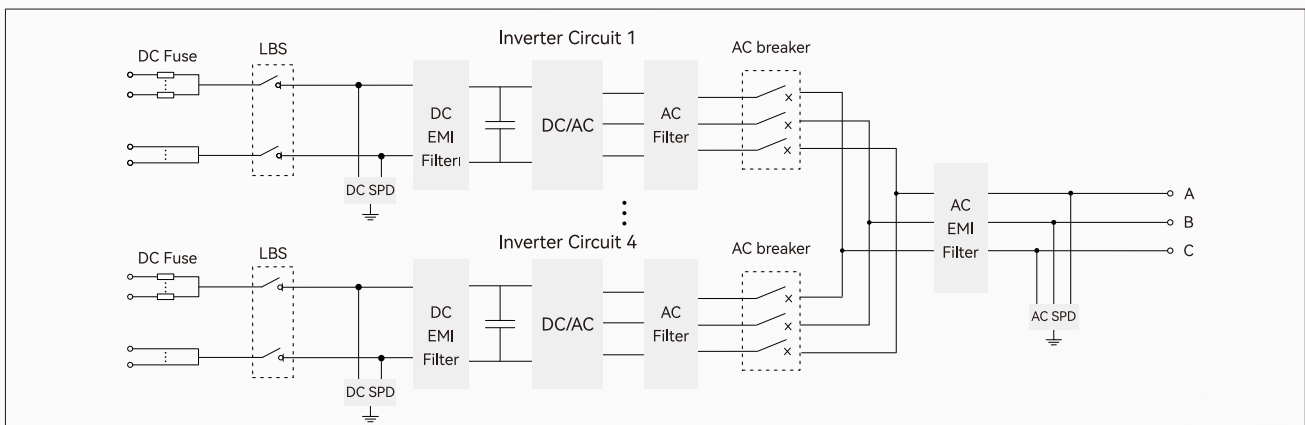 Inverter Circuit 1
DC Fuse
LBS
AC breaker
DC
EMI
Filter
DC/AC
AC
Filter
DC SPD
A
B
C
AC
EMI
Filter
Inverter Circuit 4
DC Fuse
LBS
AC breaker
DC
EMI
Filter
DC/AC
AC
Filter
AC SPD
DC SPD